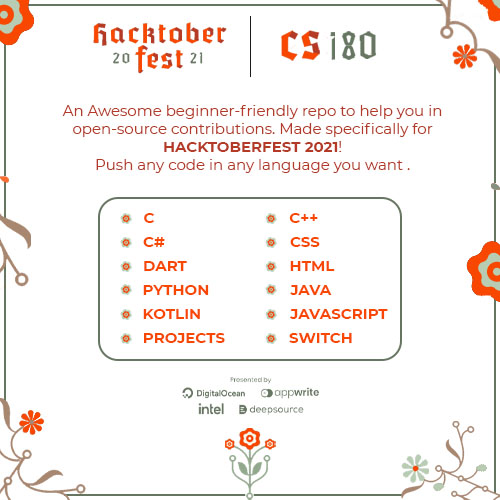 hacktober
20 fest 21
CS i80
An Awesome beginner-friendly repo to help you in
open-source contributions. Made specifically for
HACKTOBERFEST 2021!
Push any code in any language you want .
C
C++
C#
CSS
DART
HTML
PYTHON
JAVA
KOTLIN
JAVASCRIPT
PROJECTS
SWITCH
Presented by
DigitalOcean
appwrite
intel
deepsource